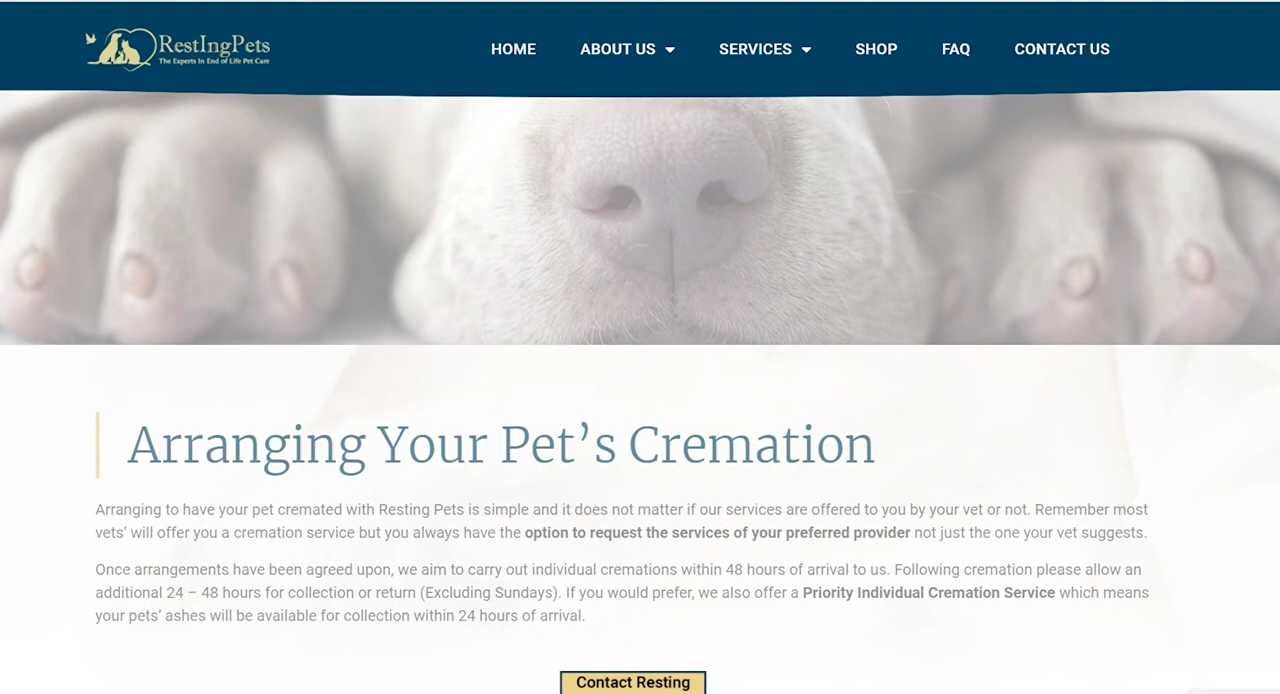 RestIngPets
The Experts In End of Life Pet Care
HOME ABOUT US SERVICES SHOP FAQ CONTACT US
Arranging Your Pet’s Cremation
Arranging to have your pet cremated with Resting Pets is simple and it does not matter if our services are offered to you by your vet or not. Remember most
vets’ will offer you a cremation service but you always have the option to request the services of your preferred provider not just the one your vet suggests.
Once arrangements have been agreed upon, we aim to carry out individual cremations within 48 hours of arrival to us. Following cremation please allow an
additional 24 – 48 hours for collection or return (Excluding Sundays). If you would prefer, we also offer a Priority Individual Cremation Service which means
your pets’ ashes will be available for collection within 24 hours of arrival.
Contact Resting